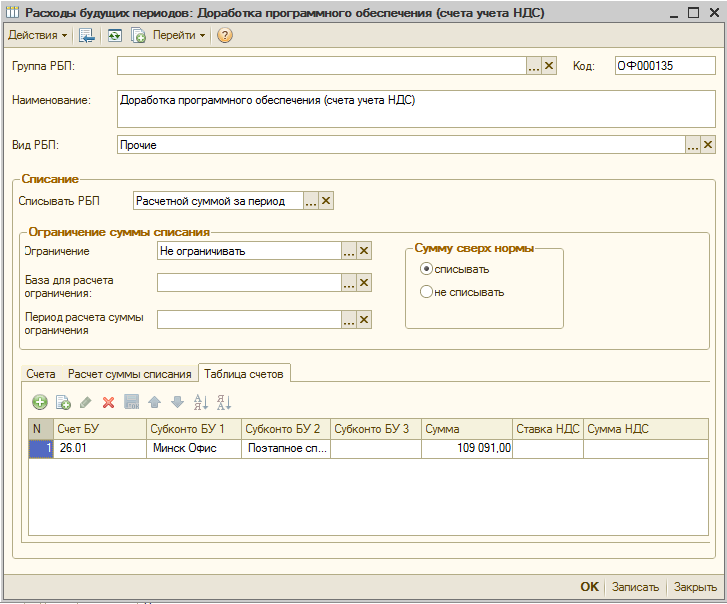 Расходы будущих периодов: Доработка программного обеспечения (счета учета НДС)
Действия Перейти
Группа РБП: Код: ОФ000135
Наименование: Доработка программного обеспечения (счета учета НДС)
Вид РБП: Прочие
Списание
Списывать РБП Расчетной суммой за период
Ограничение суммы списания
Ограничение Не ограничивать
Сумму сверх нормы
списывать
База для расчета
ограничения:
не списывать
Период расчета суммы
ограничения
Счета Расчет суммы списания Таблица счетов
N Счет БУ Субконто БУ 1 Субконто БУ 2 Субконто БУ 3 Сумма Ставка НДС Сумма НДС
1 26.01 Минск Офис Поэтапное сп... 109 091,00
OK Записать Закрыть